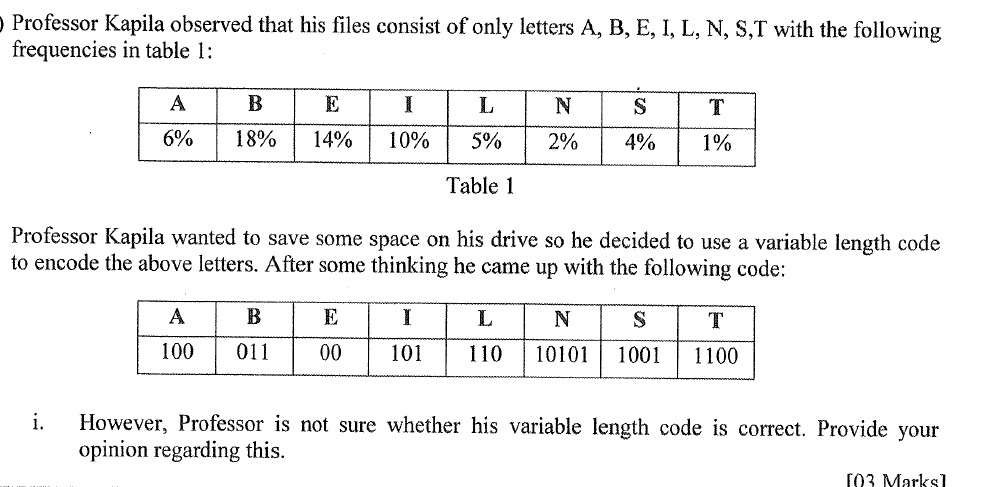 ) Professor Kapila observed that his files consist of only letters A, B, E, I, L, N, S,T with the following
frequencies in table 1:
A B E I L N S T
6% 18% 14% 10% 5% 2% 4% 1%
Table 1
Professor Kapila wanted to save some space on his drive so he decided to use a variable length code
to encode the above letters. After some thinking he came up with the following code:
A B E I L N S T
100 011 00 101 110 10101 1001 1100
i. However, Professor is not sure whether his variable length code is correct. Provide your
opinion regarding this.
[03 Marks]